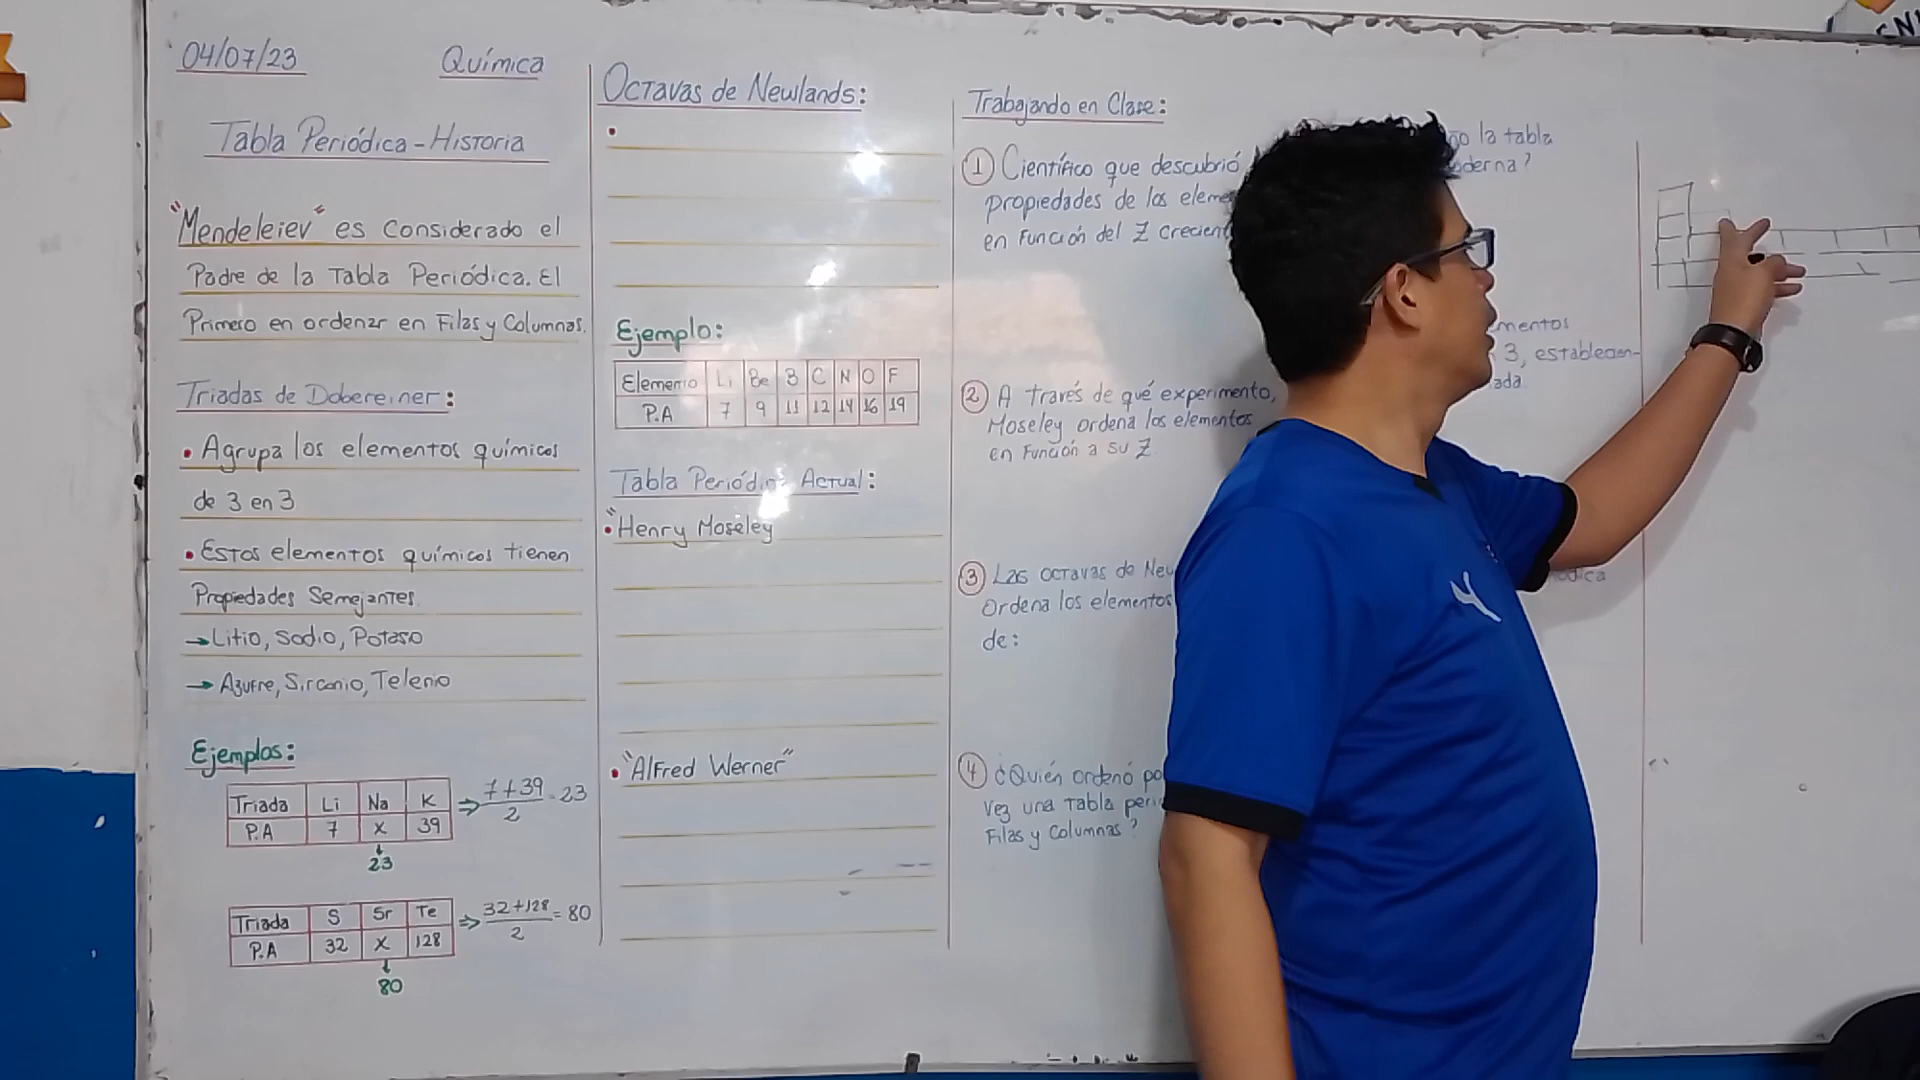 04/07/23
Química
Tabla Periódica - Historia
"Mendeleiev" es considerado el
Padre de la Tabla Periódica. El
Primero en ordenar en Filas y Columnas.
Triadas de Dobereiner:
• Agrupa los elementos químicos
de 3 en 3
• Estos elementos químicos tienen
Propiedades Semejantes.
→ Litio, Sodio, Potasio
→ Azufre, Sirconio, Telenio
Ejemplos:
Triada Li Na K
P.A 7 x 39
7+39
2
= 23
23
Triada S Sr Te
P.A 32 x 128
32+128
2
= 80
80
Octavas de Newlands:
Ejemplo:
Elemento Li Be B C N O F
P.A 7 9 11 12 14 16 19
Tabla Periódica Actual:
• "Henry Moseley
• "Alfred Werner"
Trabajando en Clase:
1 Científico que descubrió
propiedades de los
en Función del Z
2 A través de qué experimento,
Moseley ordena los elementos
en Función a su Z.
3 Las octavas de
Ordena los elementos
de:
4 ¿Quién ordenó
vez una tabla
Filas y Columnas?
la tabla
3,